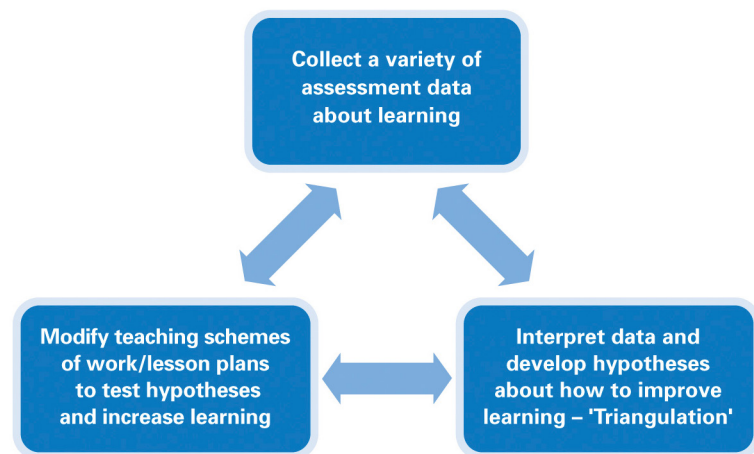 Collect a variety of
assessment data
about learning
Modify teaching schemes
of work/lesson plans
to test hypotheses
and increase learning
Interpret data and
develop hypotheses
about how to improve
learning – 'Triangulation'